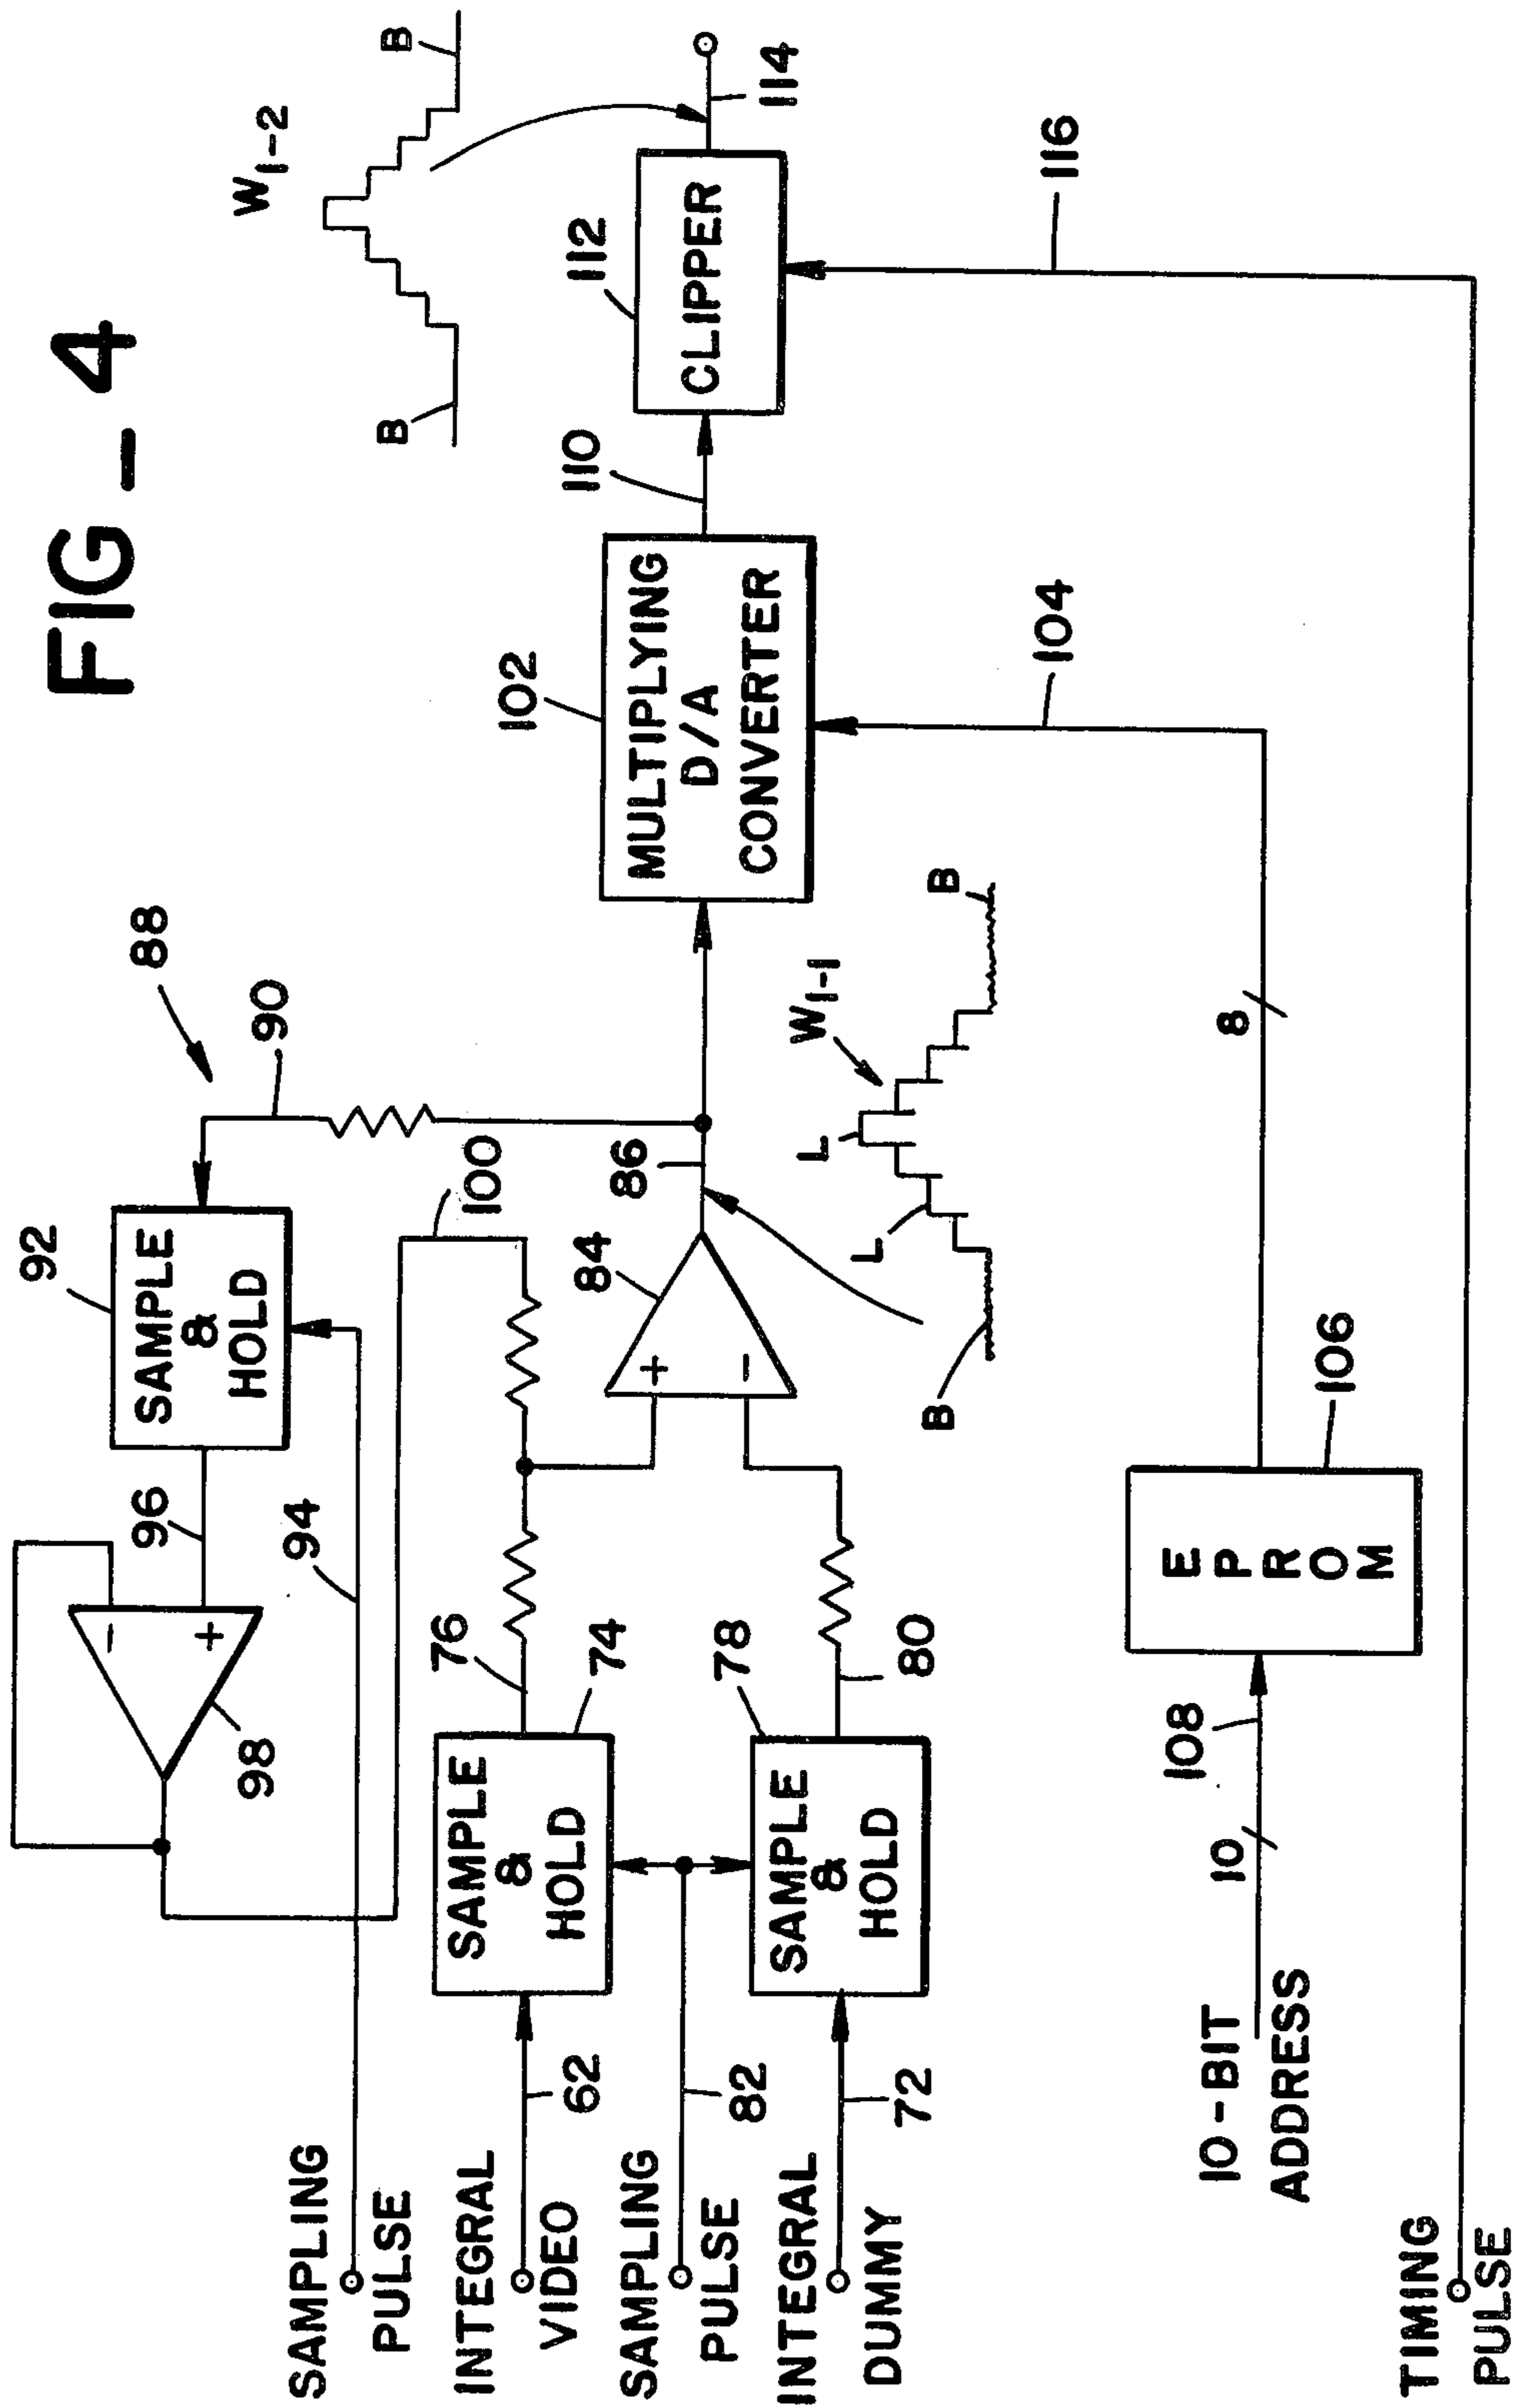 FIG - 4
88
90
92
SAMPLE
&
HOLD
96
98
-
+
94
100
SAMPLING
PULSE
INTEGRAL
VIDEO
62
SAMPLE
&
HOLD
74
76
SAMPLING
PULSE
82
INTEGRAL
DUMMY
72
SAMPLE
&
HOLD
78
80
+
-
84
86
W1-1
L
L
B
B
102
MULTIPLYING
D/A
CONVERTER
110
112
CLIPPER
114
W1-2
B
B
104
116
8
10-BIT
ADDRESS
10
108
EPROM
106
TIMING
PULSE